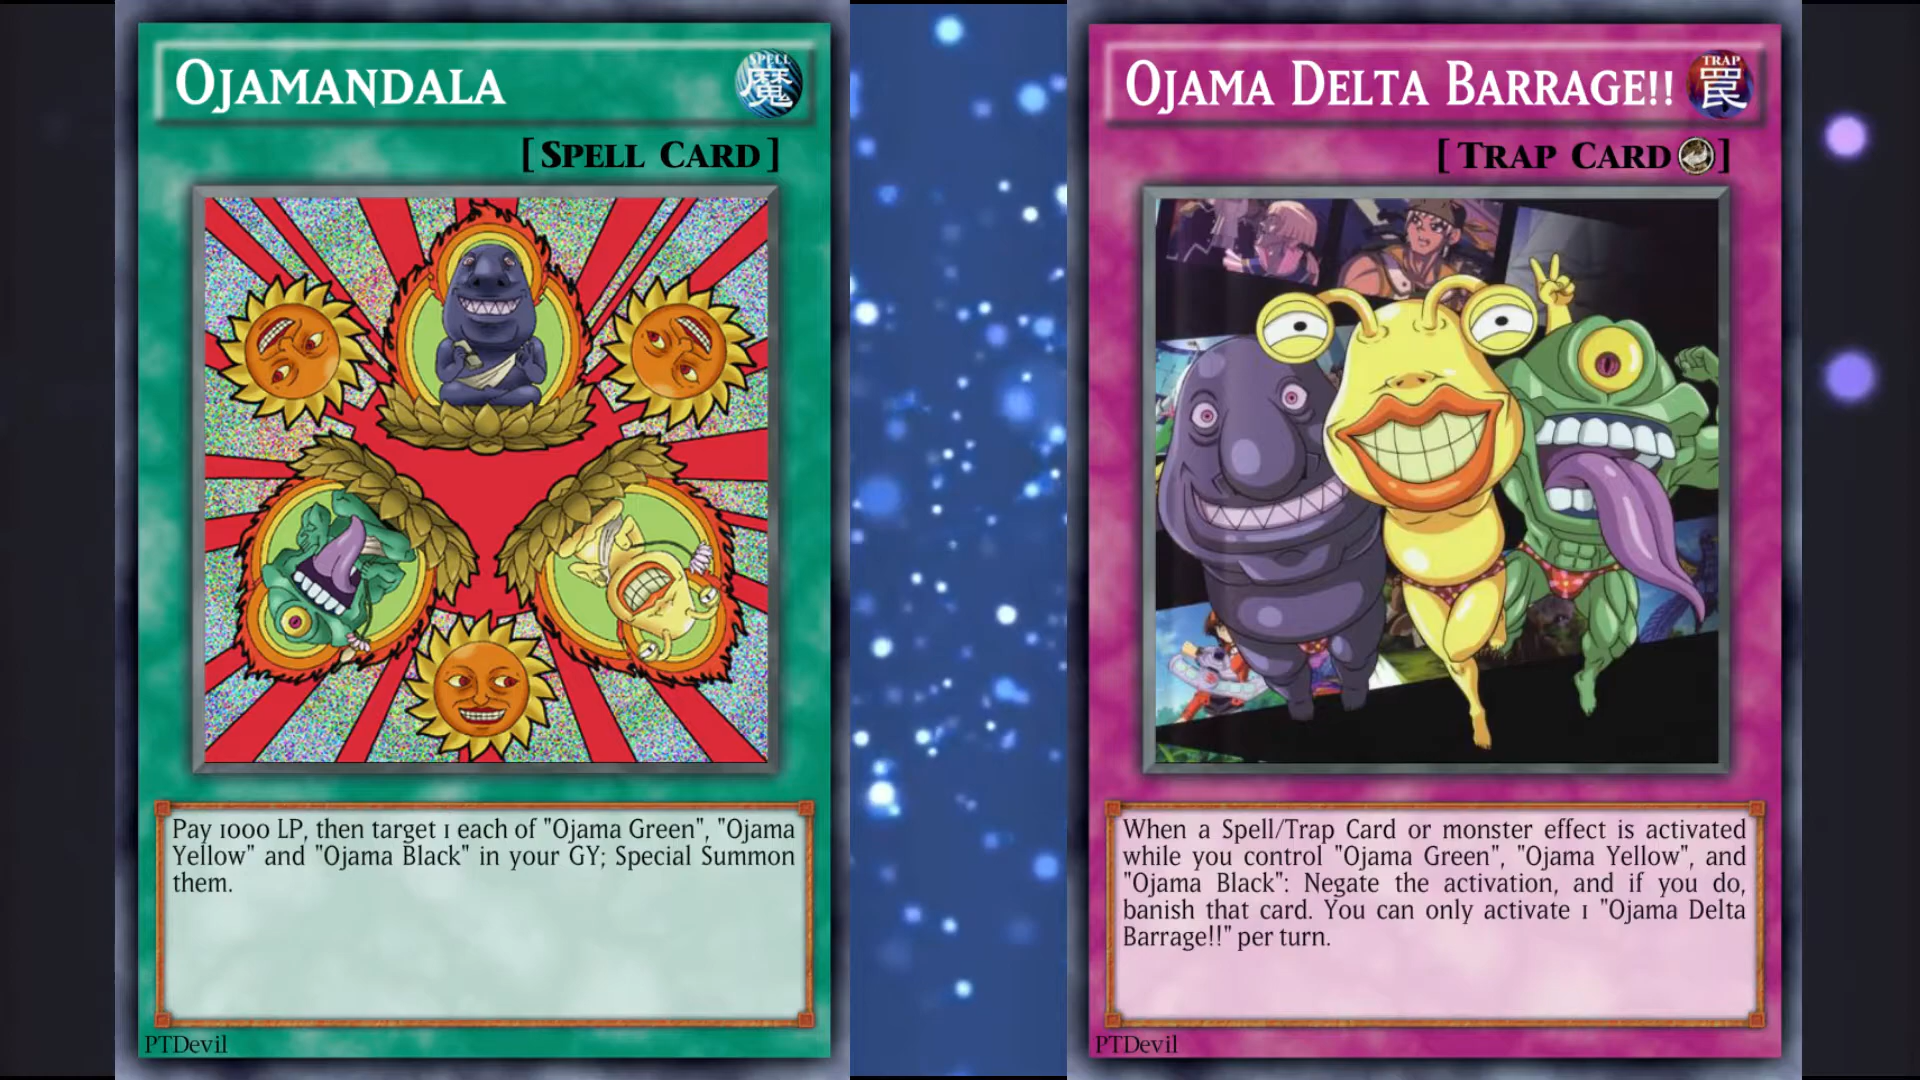 OJAMANDALA
SPELL
魔
[SPELL CARD]
Pay 1000 LP, then target 1 each of "Ojama Green", "Ojama
Yellow" and "Ojama Black" in your GY; Special Summon
them.
PTDevil
OJAMA DELTA BARRAGE!!
TRAP
罠
[TRAP CARD]
When a Spell/Trap Card or monster effect is activated
while you control "Ojama Green", "Ojama Yellow", and
"Ojama Black": Negate the activation, and if you do,
banish that card. You can only activate 1 "Ojama Delta
Barrage!!" per turn.
PTDevil